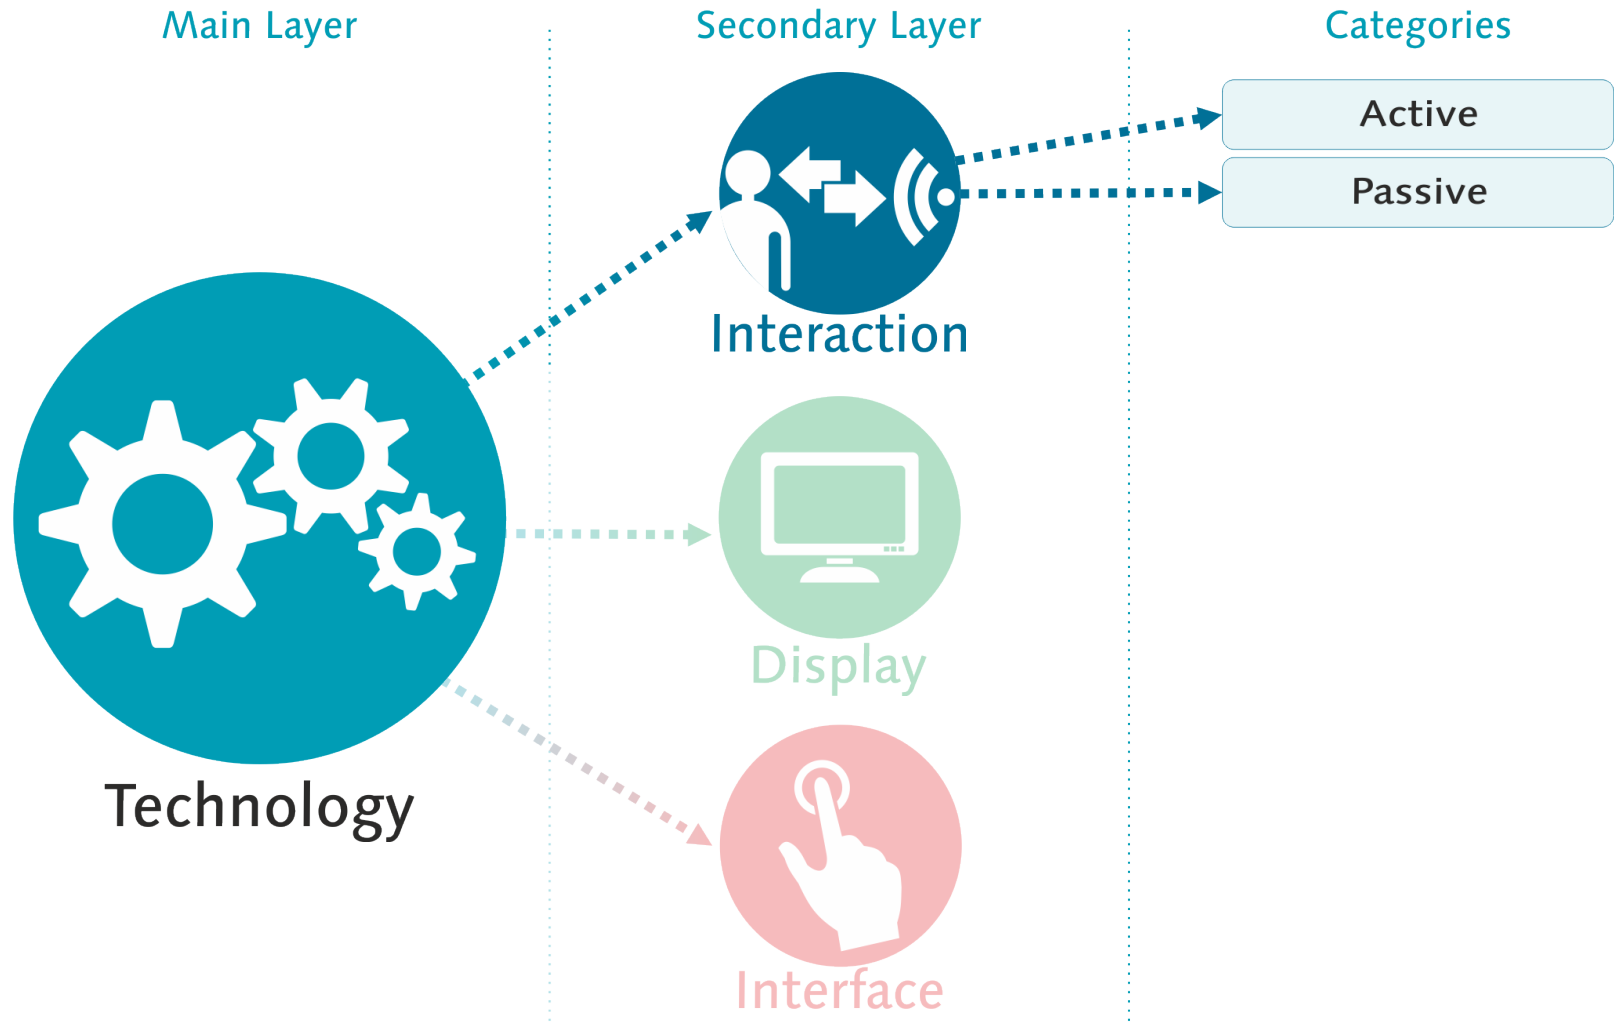 Main Layer
Secondary Layer
Categories
Active
Passive
Interaction
Display
Technology
Interface